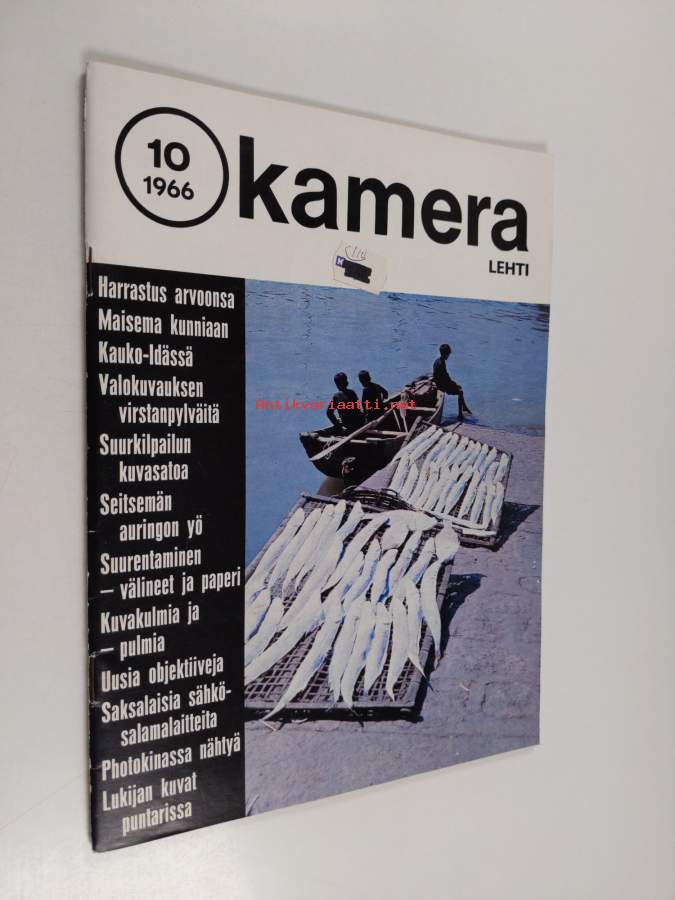 10
1966
kamera
LEHTI
Harrastus arvoonsa
Maisema kunniaan
Kauko-Idässä
Valokuvauksen
virstanpylväitä
Suurkilpailun
kuvasatoa
Seitsemän
auringon yö
Suurentaminen
– välineet ja paperi
Kuvakulmia ja
– pulmia
Uusia objektiiveja
Saksalaisia sähkö-
salamalaitteita
Photokinassa nähtyä
Lukijan kuvat
puntarissa
Antikvariaatti.net